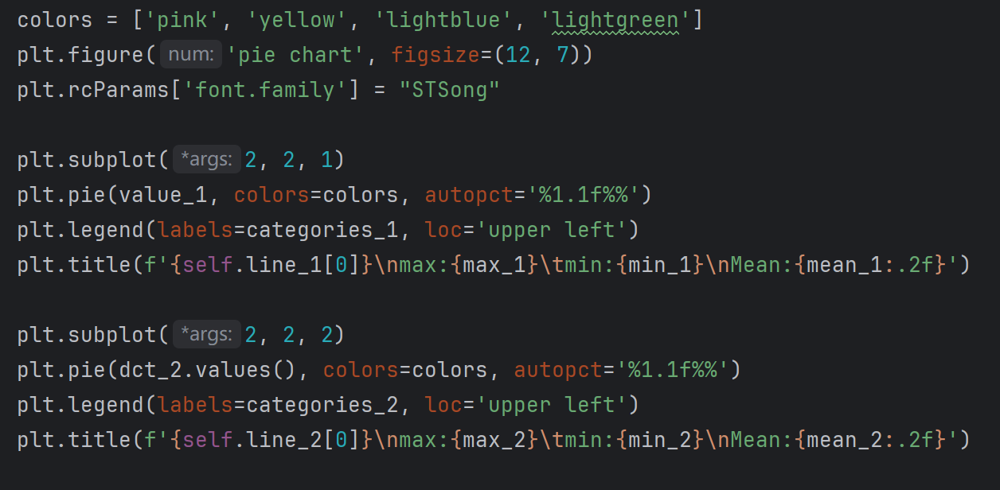 colors = ['pink', 'yellow', 'lightblue', 'lightgreen']
plt.figure(num:'pie chart', figsize=(12, 7))
plt.rcParams['font.family'] = "STSong"
plt.subplot(*args:2, 2, 1)
plt.pie(value_1, colors=colors, autopct='%1.1f%%')
plt.legend(labels=categories_1, loc='upper left')
plt.title(f'{self.line_1[0]}\nmax:{max_1}\tmin:{min_1}\nMean:{mean_1:.2f}')
plt.subplot(*args:2, 2, 2)
plt.pie(dct_2.values(), colors=colors, autopct='%1.1f%%')
plt.legend(labels=categories_2, loc='upper left')
plt.title(f'{self.line_2[0]}\nmax:{max_2}\tmin:{min_2}\nMean:{mean_2:.2f}')